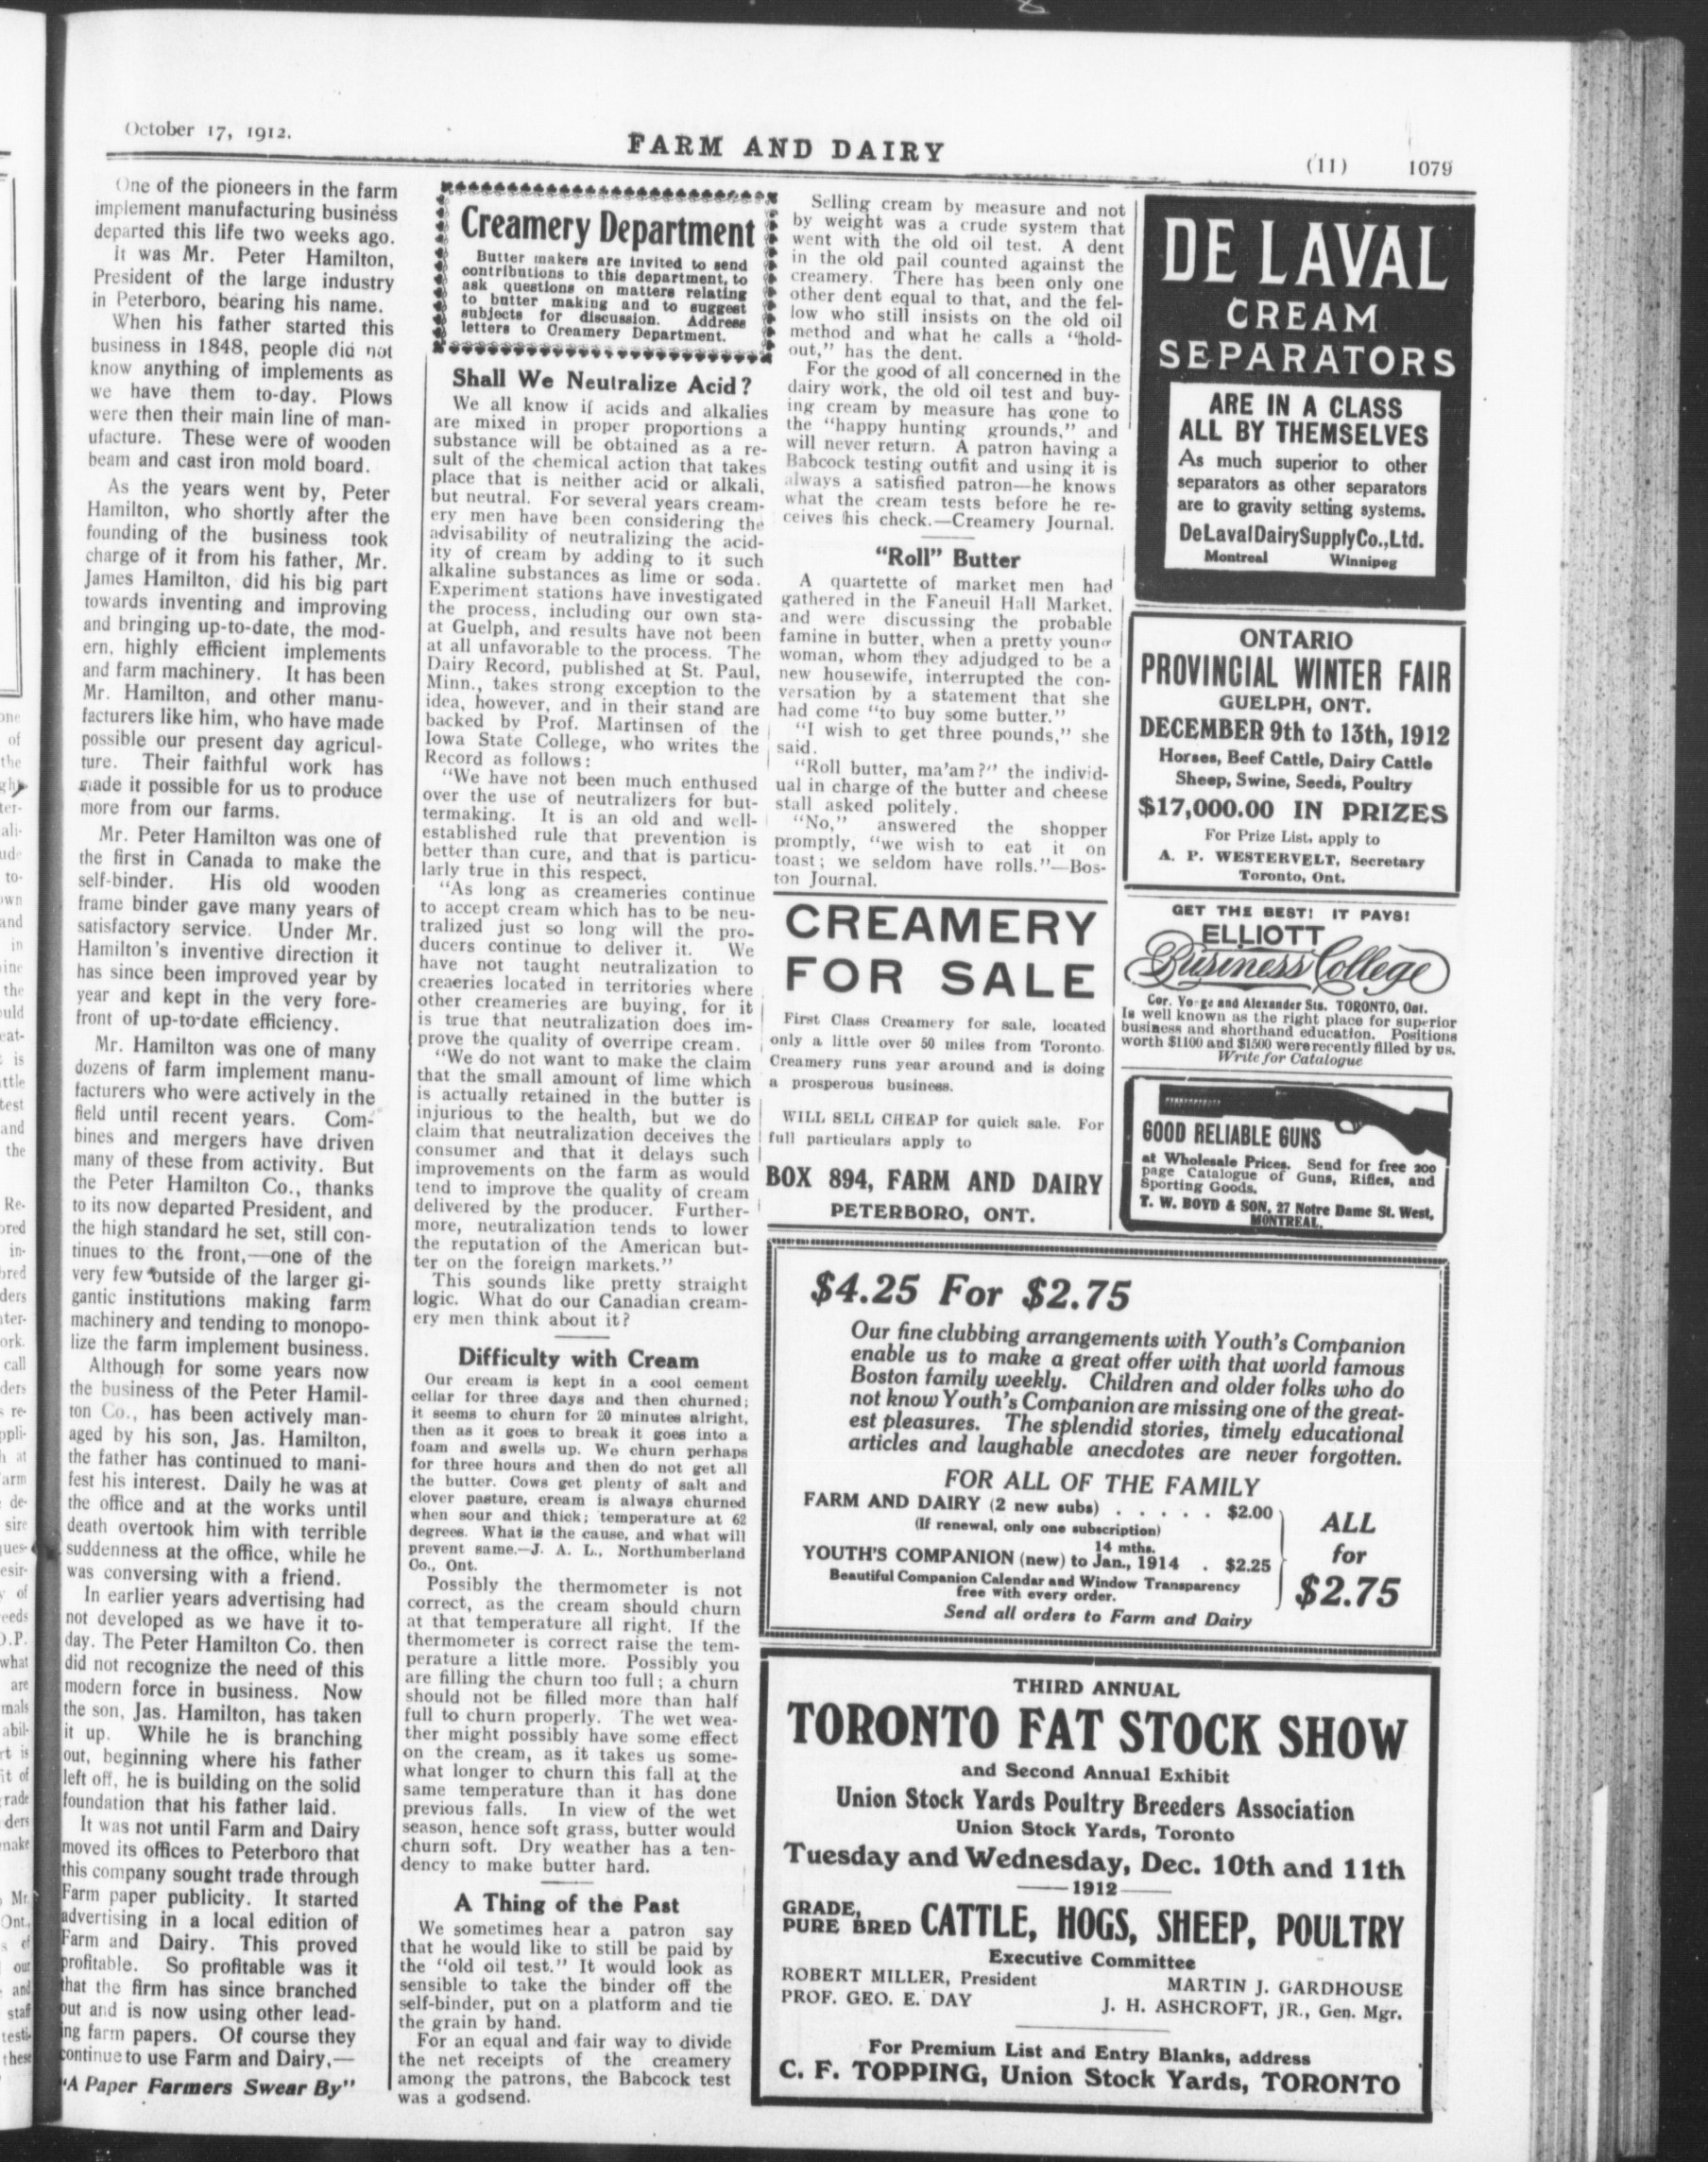 October 17, 1912.
FARM AND DAIRY
(11) 1079
One of the pioneers in the farm
implement manufacturing business
departed this life two weeks ago.
It was Mr. Peter Hamilton,
President of the large industry
in Peterboro, bearing his name.
When his father started this
business in 1848, people did not
know anything of implements as
we have them to-day. Plows
were then their main line of man-
ufacture. These were of wooden
beam and cast iron mold board.
As the years went by, Peter
Hamilton, who shortly after the
founding of the business took
charge of it from his father, Mr.
James Hamilton, did his big part
towards inventing and improving
and bringing up-to-date, the mod-
ern, highly efficient implements
and farm machinery. It has been
Mr. Hamilton, and other manu-
facturers like him, who have made
possible our present day agricul-
ture. Their faithful work has
made it possible for us to produce
more from our farms.
Mr. Peter Hamilton was one of
the first in Canada to make the
self-binder. His old wooden
frame binder gave many years of
satisfactory service. Under Mr.
Hamilton's inventive direction it
has since been improved year by
year and kept in the very fore-
front of up-to-date efficiency.
Mr. Hamilton was one of many
dozens of farm implement manu-
facturers who were actively in the
field until recent years. Com-
bines and mergers have driven
many of these from activity. But
the Peter Hamilton Co., thanks
to its now departed President, and
the high standard he set, still con-
tinues to the front,—one of the
very few outside of the larger gi-
gantic institutions making farm
machinery and tending to monopo-
lize the farm implement business.
Although for some years now
the business of the Peter Hamil-
ton Co., has been actively man-
aged by his son, Jas. Hamilton,
the father has continued to mani-
fest his interest. Daily he was at
the office and at the works until
death overtook him with terrible
suddenness at the office, while he
was conversing with a friend.
In earlier years advertising had
not developed as we have it to-
day. The Peter Hamilton Co. then
did not recognize the need of this
modern force in business. Now
the son, Jas. Hamilton, has taken
it up. While he is branching
out, beginning where his father
left off, he is building on the solid
foundation that his father laid.
It was not until Farm and Dairy
moved its offices to Peterboro that
this company sought trade through
Farm paper publicity. It started
advertising in a local edition of
Farm and Dairy. This proved
profitable. So profitable was it
that the firm has since branched
out and is now using other lead-
ing farm papers. Of course they
continue to use Farm and Dairy,—
"A Paper Farmers Swear By"
Creamery Department
Butter makers are invited to send
contributions to this department, to
ask questions on matters relating
to butter making and to suggest
subjects for discussion. Address
letters to Creamery Department.
Shall We Neutralize Acid?
We all know if acids and alkalies
are mixed in proper proportions a
substance will be obtained as a re-
sult of the chemical action that takes
place that is neither acid or alkali,
but neutral. For several years cream-
ery men have been considering the
advisability of neutralizing the acid-
ity of cream by adding to it such
alkaline substances as lime or soda.
Experiment stations have investigated
the process, including our own sta-
at Guelph, and results have not been
at all unfavorable to the process. The
Dairy Record, published at St. Paul,
Minn., takes strong exception to the
idea, however, and in their stand are
backed by Prof. Martinsen of the
Iowa State College, who writes the
Record as follows:
"We have not been much enthused
over the use of neutralizers for but-
termaking. It is an old and well-
established rule that prevention is
better than cure, and that is particu-
larly true in this respect.
"As long as creameries continue
to accept cream which has to be neu-
tralized just so long will the pro-
ducers continue to deliver it. We
have not taught neutralization to
creaeries located in territories where
other creameries are buying, for it
is true that neutralization does im-
prove the quality of overripe cream.
"We do not want to make the claim
that the small amount of lime which
is actually retained in the butter is
injurious to the health, but we do
claim that neutralization deceives the
consumer and that it delays such
improvements on the farm as would
tend to improve the quality of cream
delivered by the producer. Further-
more, neutralization tends to lower
the reputation of the American but-
ter on the foreign markets."
This sounds like pretty straight
logic. What do our Canadian cream-
ery men think about it?
Difficulty with Cream
Our cream is kept in a cool cement
cellar for three days and then churned;
it seems to churn for 20 minutes alright,
then as it goes to break it goes into a
foam and swells up. We churn perhaps
for three hours and then do not get all
the butter. Cows get plenty of salt and
clover pasture, cream is always churned
when sour and thick; temperature at 62
degrees. What is the cause, and what will
prevent same.—J. A. L., Northumberland
Co., Ont.
Possibly the thermometer is not
correct, as the cream should churn
at that temperature all right. If the
thermometer is correct raise the tem-
perature a little more. Possibly you
are filling the churn too full; a churn
should not be filled more than half
full to churn properly. The wet wea-
ther might possibly have some effect
on the cream, as it takes us some-
what longer to churn this fall at the
same temperature than it has done
previous falls. In view of the wet
season, hence soft grass, butter would
churn soft. Dry weather has a ten-
dency to make butter hard.
A Thing of the Past
We sometimes hear a patron say
that he would like to still be paid by
the "old oil test." It would look as
sensible to take the binder off the
self-binder, put on a platform and tie
the grain by hand.
For an equal and fair way to divide
the net receipts of the creamery
among the patrons, the Babcock test
was a godsend.
Selling cream by measure and not
by weight was a crude system that
went with the old oil test. A dent
in the old pail counted against the
creamery. There has been only one
other dent equal to that, and the fel-
low who still insists on the old oil
method and what he calls a "hold-
out," has the dent.
For the good of all concerned in the
dairy work, the old oil test and buy-
ing cream by measure has gone to
the "happy hunting grounds," and
will never return. A patron having a
Babcock testing outfit and using it is
always a satisfied patron—he knows
what the cream tests before he re-
ceives his check.—Creamery Journal.
"Roll" Butter
A quartette of market men had
gathered in the Faneuil Hall Market,
and were discussing the probable
famine in butter, when a pretty young
woman, whom they adjudged to be a
new housewife, interrupted the con-
versation by a statement that she
had come "to buy some butter."
"I wish to get three pounds," she
said.
"Roll butter, ma'am?" the individ-
ual in charge of the butter and cheese
stall asked politely.
"No," answered the shopper
promptly, "we wish to eat it on
toast; we seldom have rolls."—Bos-
ton Journal.
CREAMERY
FOR SALE
First Class Creamery for sale, located
only a little over 50 miles from Toronto.
Creamery runs year around and is doing
a prosperous business.
WILL SELL CHEAP for quick sale. For
full particulars apply to
BOX 894, FARM AND DAIRY
PETERBORO, ONT.
DE LAVAL
CREAM
SEPARATORS
ARE IN A CLASS
ALL BY THEMSELVES
As much superior to other
separators as other separators
are to gravity setting systems.
De Laval Dairy Supply Co., Ltd.
Montreal Winnipeg
ONTARIO
PROVINCIAL WINTER FAIR
GUELPH, ONT.
DECEMBER 9th to 13th, 1912
Horses, Beef Cattle, Dairy Cattle
Sheep, Swine, Seeds, Poultry
$17,000.00 IN PRIZES
For Prize List, apply to
A. P. WESTERVELT, Secretary
Toronto, Ont.
GET THE BEST! IT PAYS!
ELLIOTT
Business College
Cor. Yo ge and Alexander Sts. TORONTO, Ont.
Is well known as the right place for superior
business and shorthand education. Positions
worth $1100 and $1500 were recently filled by us.
Write for Catalogue
GOOD RELIABLE GUNS
at Wholesale Prices. Send for free 200
page Catalogue of Guns, Rifles, and
Sporting Goods.
T. W. BOYD & SON, 27 Notre Dame St. West,
MONTREAL.
$4.25 For $2.75
Our fine clubbing arrangements with Youth's Companion
enable us to make a great offer with that world famous
Boston family weekly. Children and older folks who do
not know Youth's Companion are missing one of the great-
est pleasures. The splendid stories, timely educational
articles and laughable anecdotes are never forgotten.
FOR ALL OF THE FAMILY
FARM AND DAIRY (2 new subs) . . . . . $2.00
(If renewal, only one subscription)
14 mths.
YOUTH'S COMPANION (new) to Jan., 1914 . $2.25
Beautiful Companion Calendar and Window Transparency
free with every order.
ALL
for
$2.75
Send all orders to Farm and Dairy
THIRD ANNUAL
TORONTO FAT STOCK SHOW
and Second Annual Exhibit
Union Stock Yards Poultry Breeders Association
Union Stock Yards, Toronto
Tuesday and Wednesday, Dec. 10th and 11th
1912
GRADE,
PURE BRED CATTLE, HOGS, SHEEP, POULTRY
Executive Committee
ROBERT MILLER, President
MARTIN J. GARDHOUSE
PROF. GEO. E. DAY
J. H. ASHCROFT, JR., Gen. Mgr.
For Premium List and Entry Blanks, address
C. F. TOPPING, Union Stock Yards, TORONTO